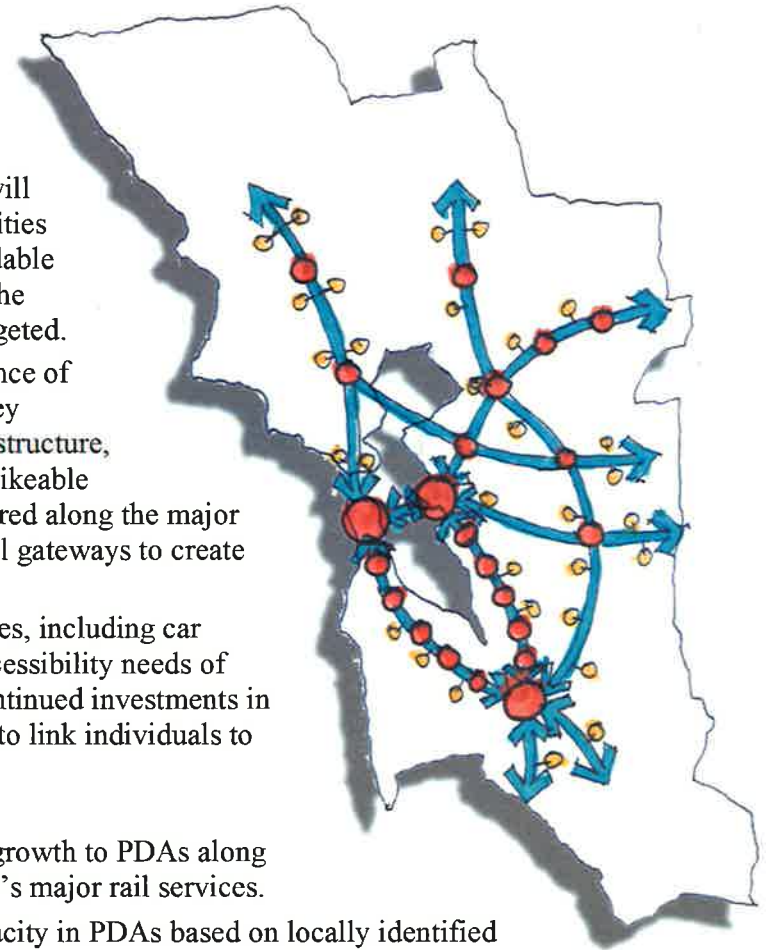 vill
ities
lable
he
geted.
nce of
ey
structure,
ikeable
red along the major
l gateways to create
es, including car
cessibility needs of
ntinued investments in
to link individuals to
growth to PDAs along
's major rail services.
acity in PDAs based on locally identified